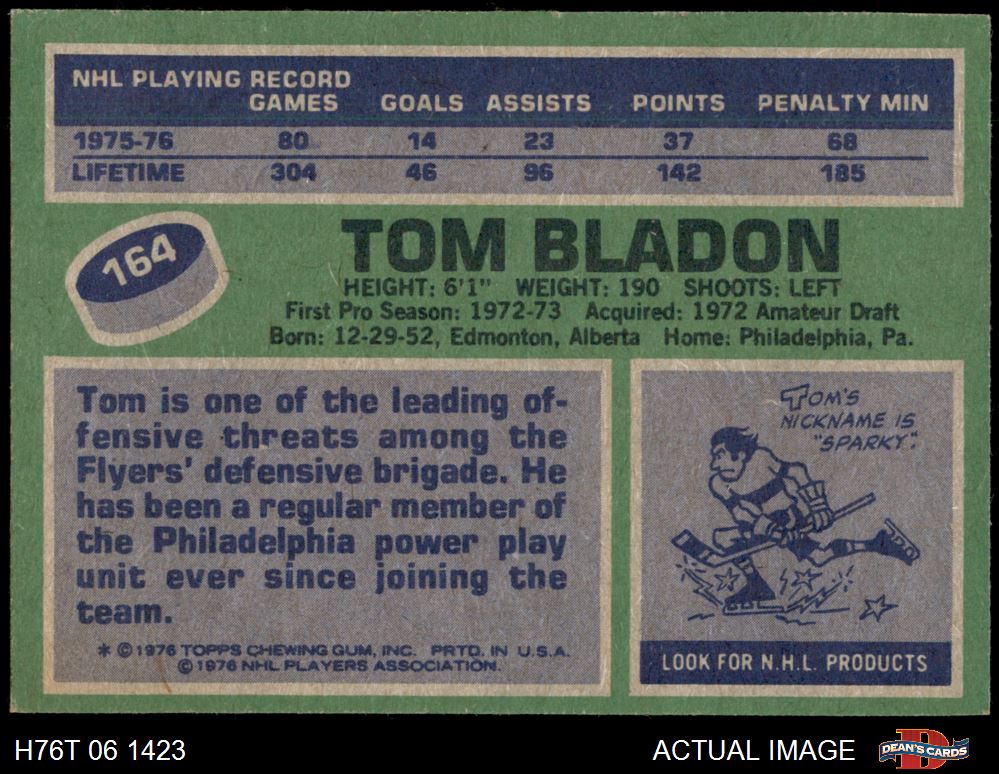 NHL PLAYING RECORD
GAMES GOALS ASSISTS POINTS PENALTY MIN
1975-76 80 14 23 37 68
LIFETIME 304 46 96 142 185
164
TOM BLADON
HEIGHT: 6'1" WEIGHT: 190 SHOOTS: LEFT
First Pro Season: 1972-73 Acquired: 1972 Amateur Draft
Born: 12-29-52, Edmonton, Alberta Home: Philadelphia, Pa.
Tom is one of the leading of-
fensive threats among the
Flyers' defensive brigade. He
has been a regular member of
the Philadelphia power play
unit ever since joining the
team.
* © 1976 TOPPS CHEWING GUM, INC. PRTD. IN U.S.A.
© 1976 NHL PLAYERS ASSOCIATION.
TOM'S
NICKNAME IS
"SPARKY".
LOOK FOR N.H.L. PRODUCTS
H76T 06 1423
ACTUAL IMAGE
DEAN'S CARDS